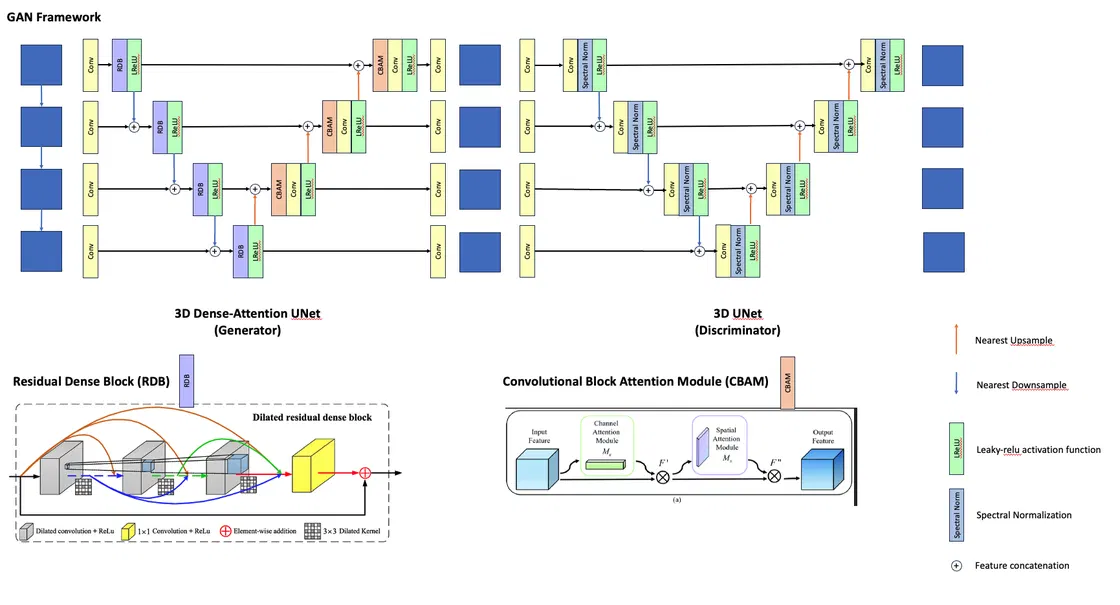 GAN Framework
Conv
RDB
LReLU
CBAM
Conv
LReLU
Conv
Conv
Conv
Spectral Norm
LReLU
Conv
Spectral Norm
LReLU
Conv
RDB
LReLU
CBAM
Conv
LReLU
Conv
Conv
Conv
Spectral Norm
LReLU
Conv
Spectral Norm
LReLU
Conv
RDB
LReLU
CBAM
Conv
LReLU
Conv
Conv
Conv
Spectral Norm
LReLU
Conv
Spectral Norm
LReLU
Conv
RDB
LReLU
Conv
Conv
Conv
Spectral Norm
LReLU
3D Dense-Attention UNet
(Generator)
3D UNet
(Discriminator)
Nearest Upsample
Nearest Downsample
LReLU
Leaky-relu activation function
Spectral Norm
Spectral Normalization
Feature concatenation
Residual Dense Block (RDB)
RDB
Dilated residual dense block
Dilated convolution + ReLu
1×1 Convolution + ReLu
Element-wise addition
3×3 Dilated Kernel
Convolutional Block Attention Module (CBAM)
CBAM
Input
Feature
Channel
Attention
Module
Mc
F'
Spatial
Attention
Module
Ms
F"
Output
Feature
(a)